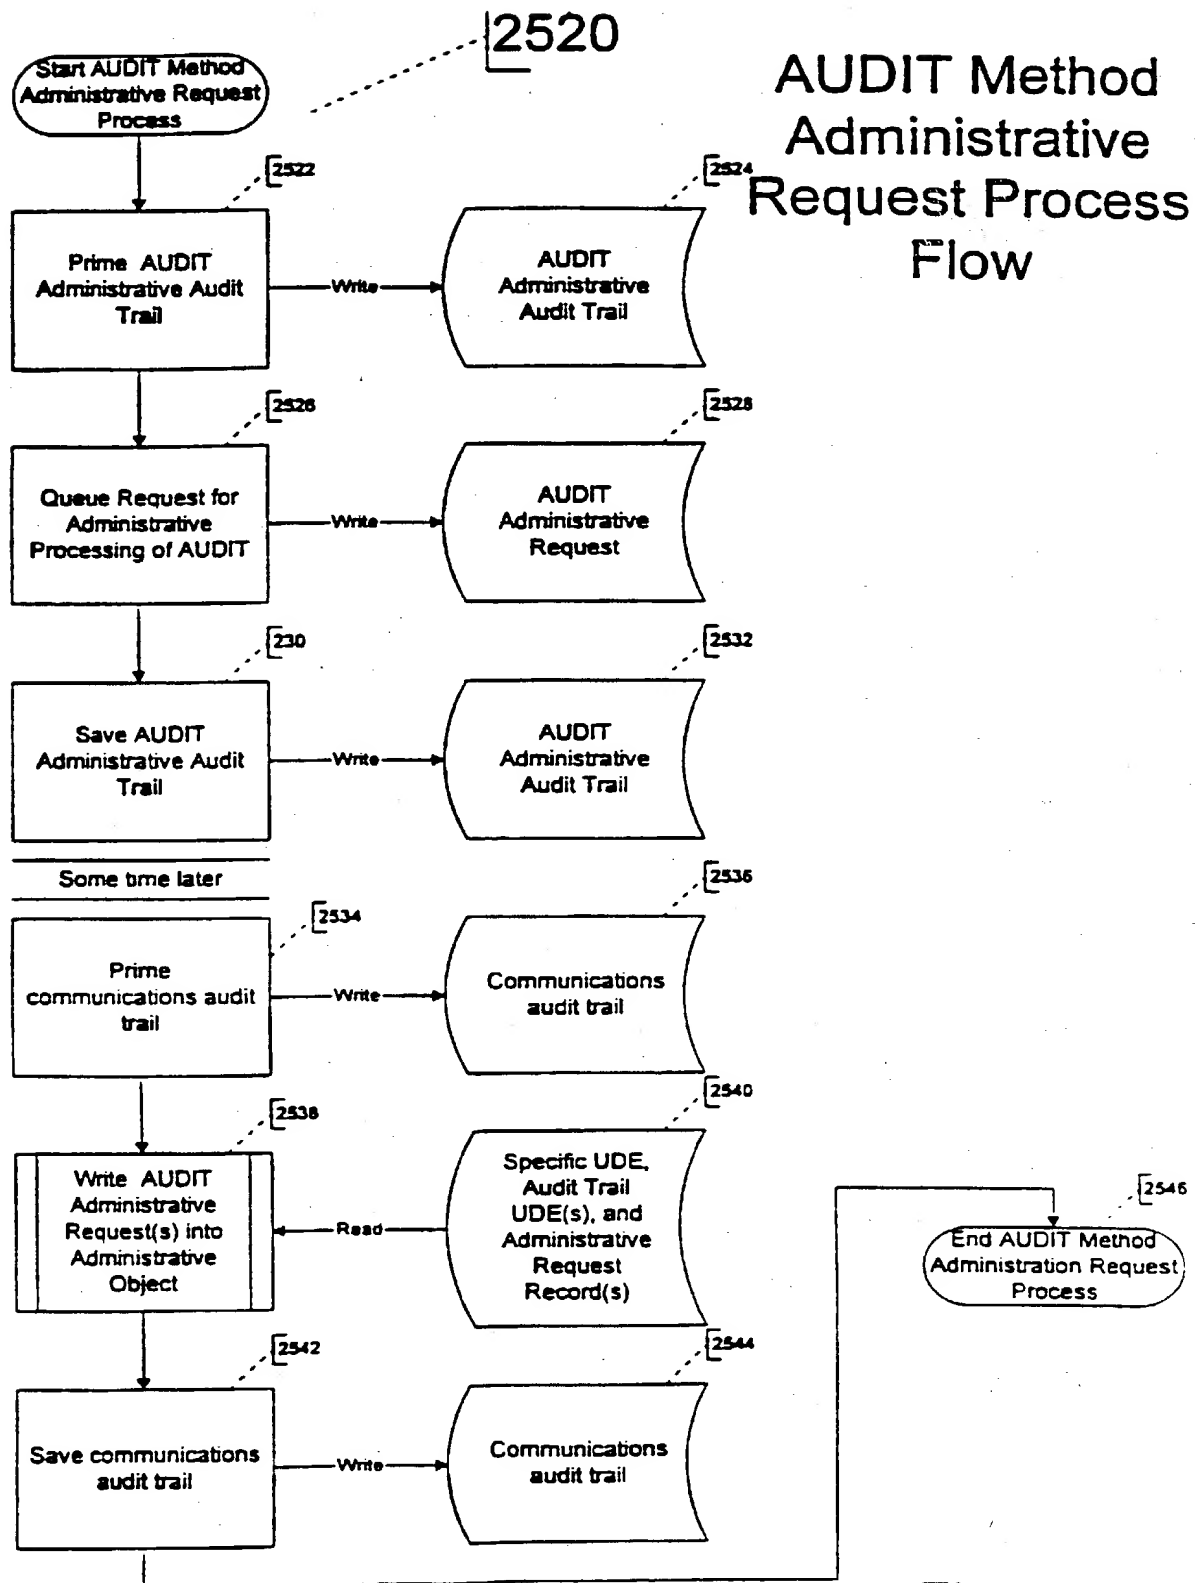 2520
AUDIT Method
Administrative
Request Process
Flow
Start AUDIT Method
Administrative Request
Process
2522
Prime AUDIT
Administrative Audit
Trail
Write
2524
AUDIT
Administrative
Audit Trail
2526
Queue Request for
Administrative
Processing of AUDIT
Write
2528
AUDIT
Administrative
Request
230
Save AUDIT
Administrative Audit
Trail
Write
2532
AUDIT
Administrative
Audit Trail
Some time later
2534
Prime
communications audit
trail
Write
2536
Communications
audit trail
2538
Write AUDIT
Administrative
Request(s) into
Administrative
Object
Read
2540
Specific UDE,
Audit Trail
UDE(s), and
Administrative
Request
Record(s)
2542
Save communications
audit trail
Write
2544
Communications
audit trail
2546
End AUDIT Method
Administration Request
Process